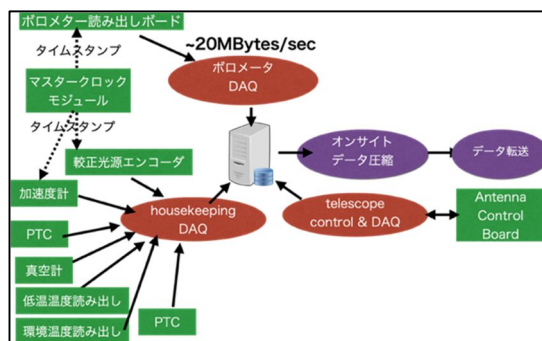 ボロメター読み出しボード
~20MBytes/sec
タイムスタンプ
ボロメータ
DAQ
マスタークロック
モジュール
タイムスタンプ
較正光源エンコーダ
オンサイト
データ圧縮
データ転送
加速度計
housekeeping
DAQ
telescope
control & DAQ
Antenna
Control
Board
PTC
真空計
低温温度読み出し
PTC
環境温度読み出し